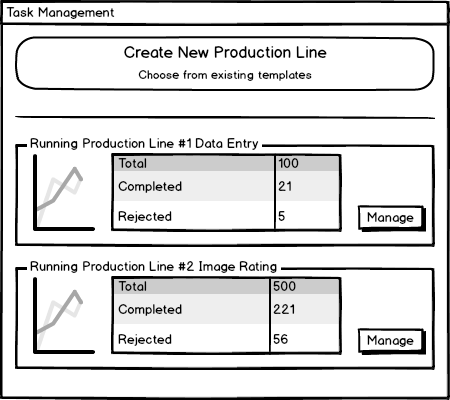 Task Management
Create New Production Line
Choose from existing templates
Running Production Line #1 Data Entry
Total 100
Completed 21
Rejected 5
Manage
Running Production Line #2 Image Rating
Total 500
Completed 221
Rejected 56
Manage